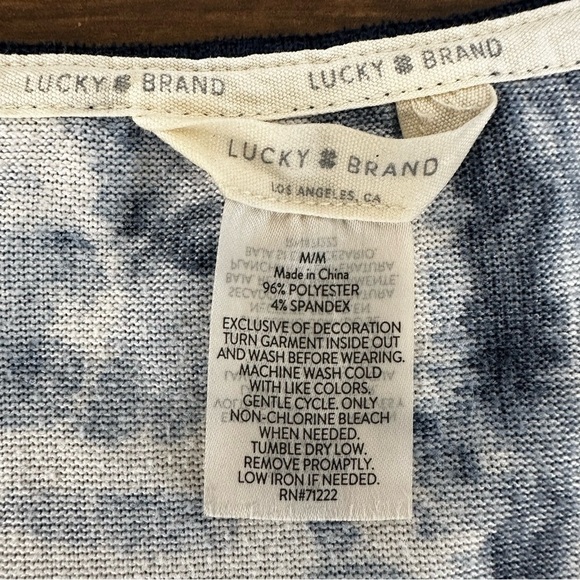 LUCKY BRAND LUCKY BRAND
LUCKY BRAND
LOS ANGELES, CA
M/M
Made in China
96% POLYESTER
4% SPANDEX
EXCLUSIVE OF DECORATION
TURN GARMENT INSIDE OUT
AND WASH BEFORE WEARING.
MACHINE WASH COLD
WITH LIKE COLORS,
GENTLE CYCLE. ONLY
NON-CHLORINE BLEACH
WHEN NEEDED.
TUMBLE DRY LOW.
REMOVE PROMPTLY.
LOW IRON IF NEEDED.
RN#71222